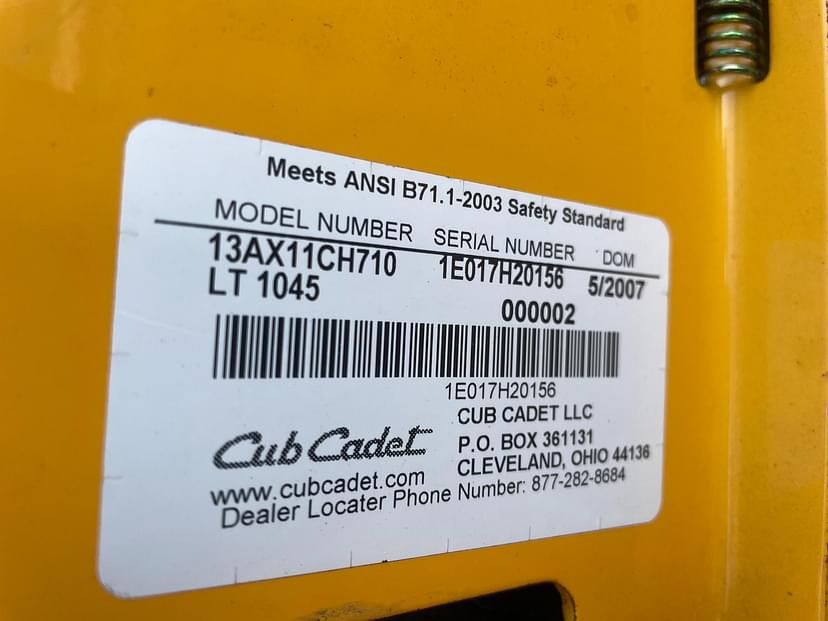 Meets ANSI B71.1-2003 Safety Standard
MODEL NUMBER SERIAL NUMBER DOM
13AX11CH710 1E017H20156 5/2007
LT 1045
000002
1E017H20156
CUB CADET LLC
Cub Cadet
P.O. BOX 361131
CLEVELAND, OHIO 44136
www.cubcadet.com
Dealer Locater Phone Number: 877-282-8684